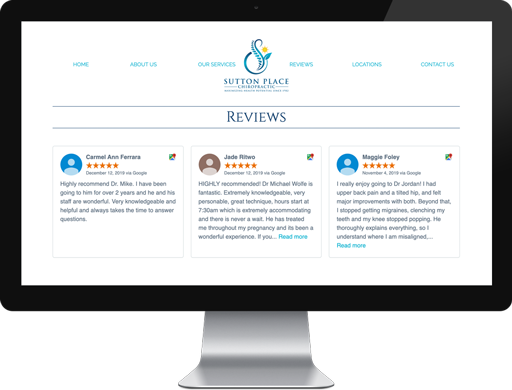 HOME ABOUT US OUR SERVICES REVIEWS LOCATIONS CONTACT US
SUTTON PLACE
CHIROPRACTIC
Reviews
Carmel Ann Ferrara
December 13, 2019 via Google
Highly recommend Dr. Mike. I have been
going to him for over 2 years and he and his
staff are wonderful. Very knowledgeable and
helpful and always takes the time to answer
questions.
Jade Ritwo
December 12, 2019 via Google
HIGHLY recommended! Dr Michael Wolfe is
fantastic. Extremely knowledgeable, very
personable, great technique, hours start at
7:30am which is extremely accommodating
and there is never a wait. He has treated
me throughout my pregnancy and its been a
wonderful experience. If you... Read more
Maggie Foley
November 4, 2019 via Google
I really enjoy going to Dr Jordan! I had
upper back pain and a tilted hip, and felt
major improvements with both. Beyond that,
I stopped getting migraines, clenching my
teeth and my knee stopped popping. He
thoroughly explains everything, so I
understand where I am misaligned,...
Read more